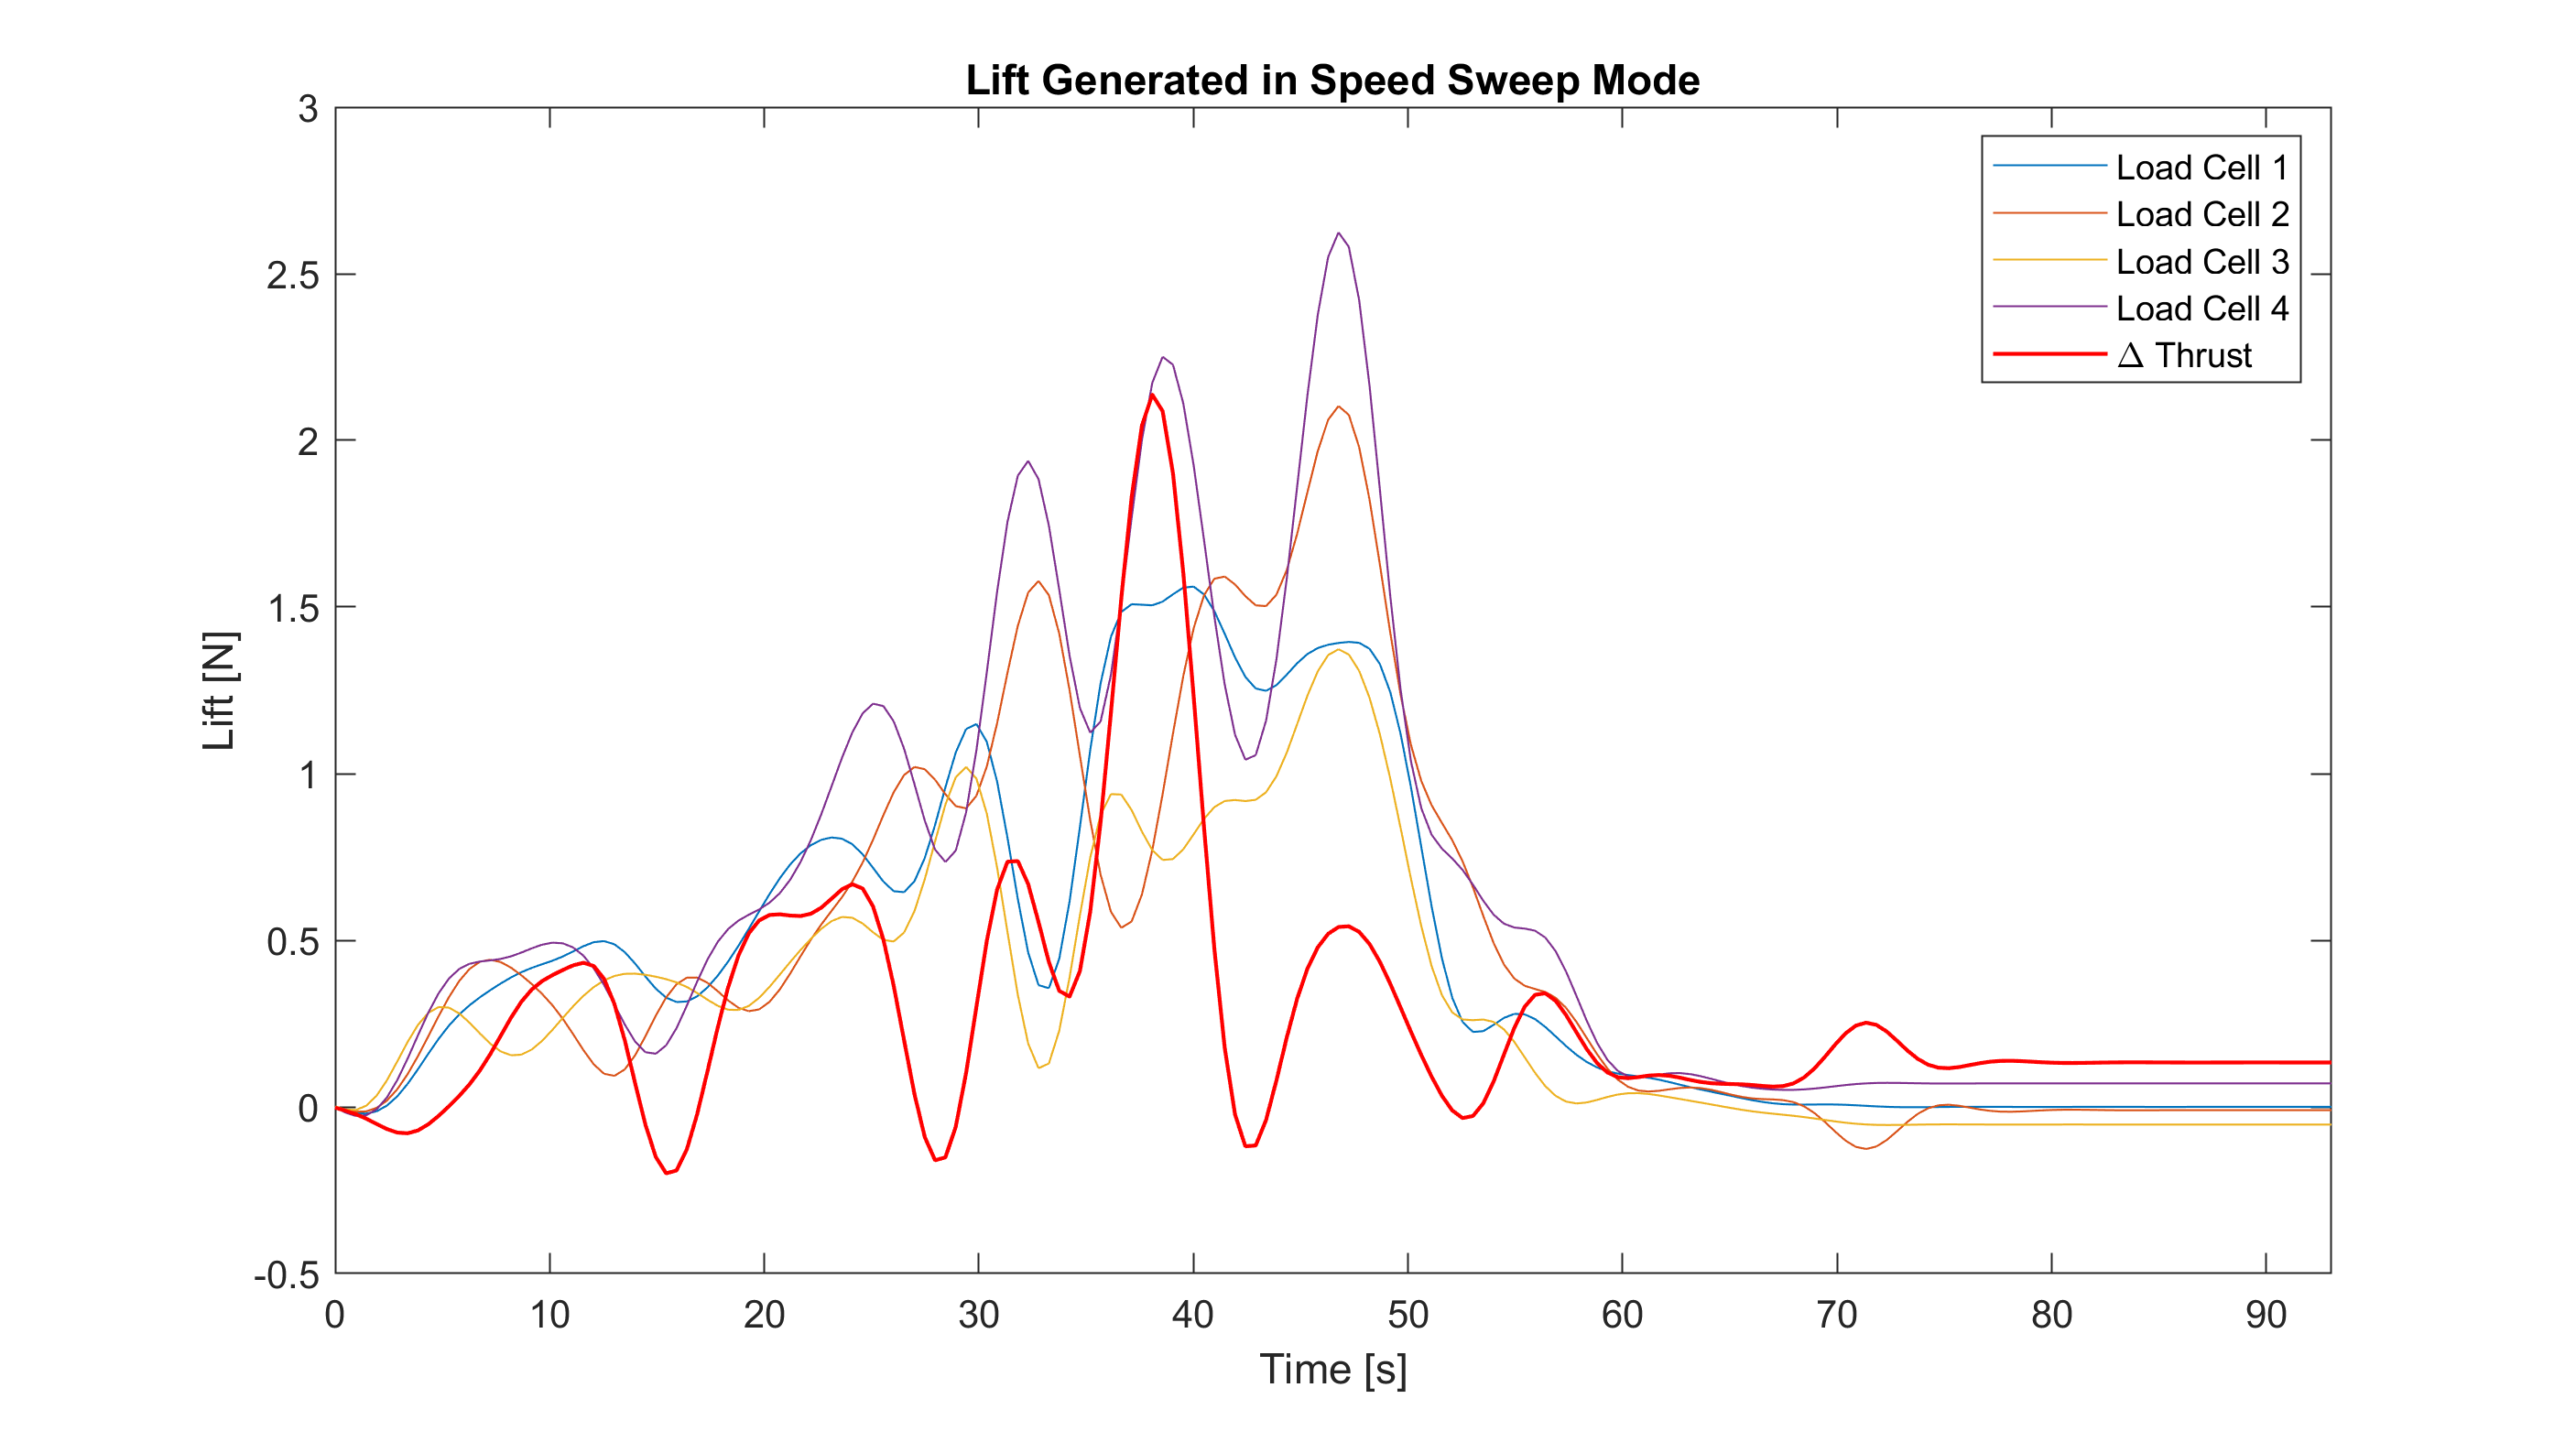 Lift Generated in Speed Sweep Mode
3
2.5
2
1.5
1
0.5
0
-0.5
Lift [N]
Load Cell 1
Load Cell 2
Load Cell 3
Load Cell 4
Δ Thrust
0 10 20 30 40 50 60 70 80 90
Time [s]